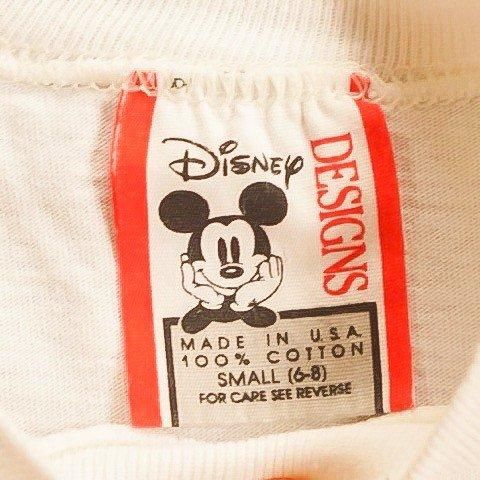 Disney
DESIGNS
MADE IN U.S.A.
100% COTTON
SMALL (6-8)
FOR CARE SEE REVERSE